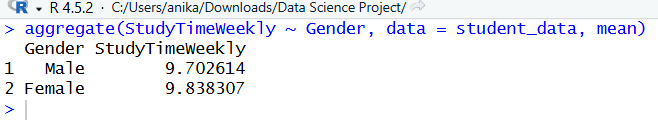 R R 4.5.2 · C:/Users/anika/Downloads/Data Science Project/
> aggregate(StudyTimeWeekly ~ Gender, data = student_data, mean)
  Gender StudyTimeWeekly
1   Male        9.702614
2 Female        9.838307
>